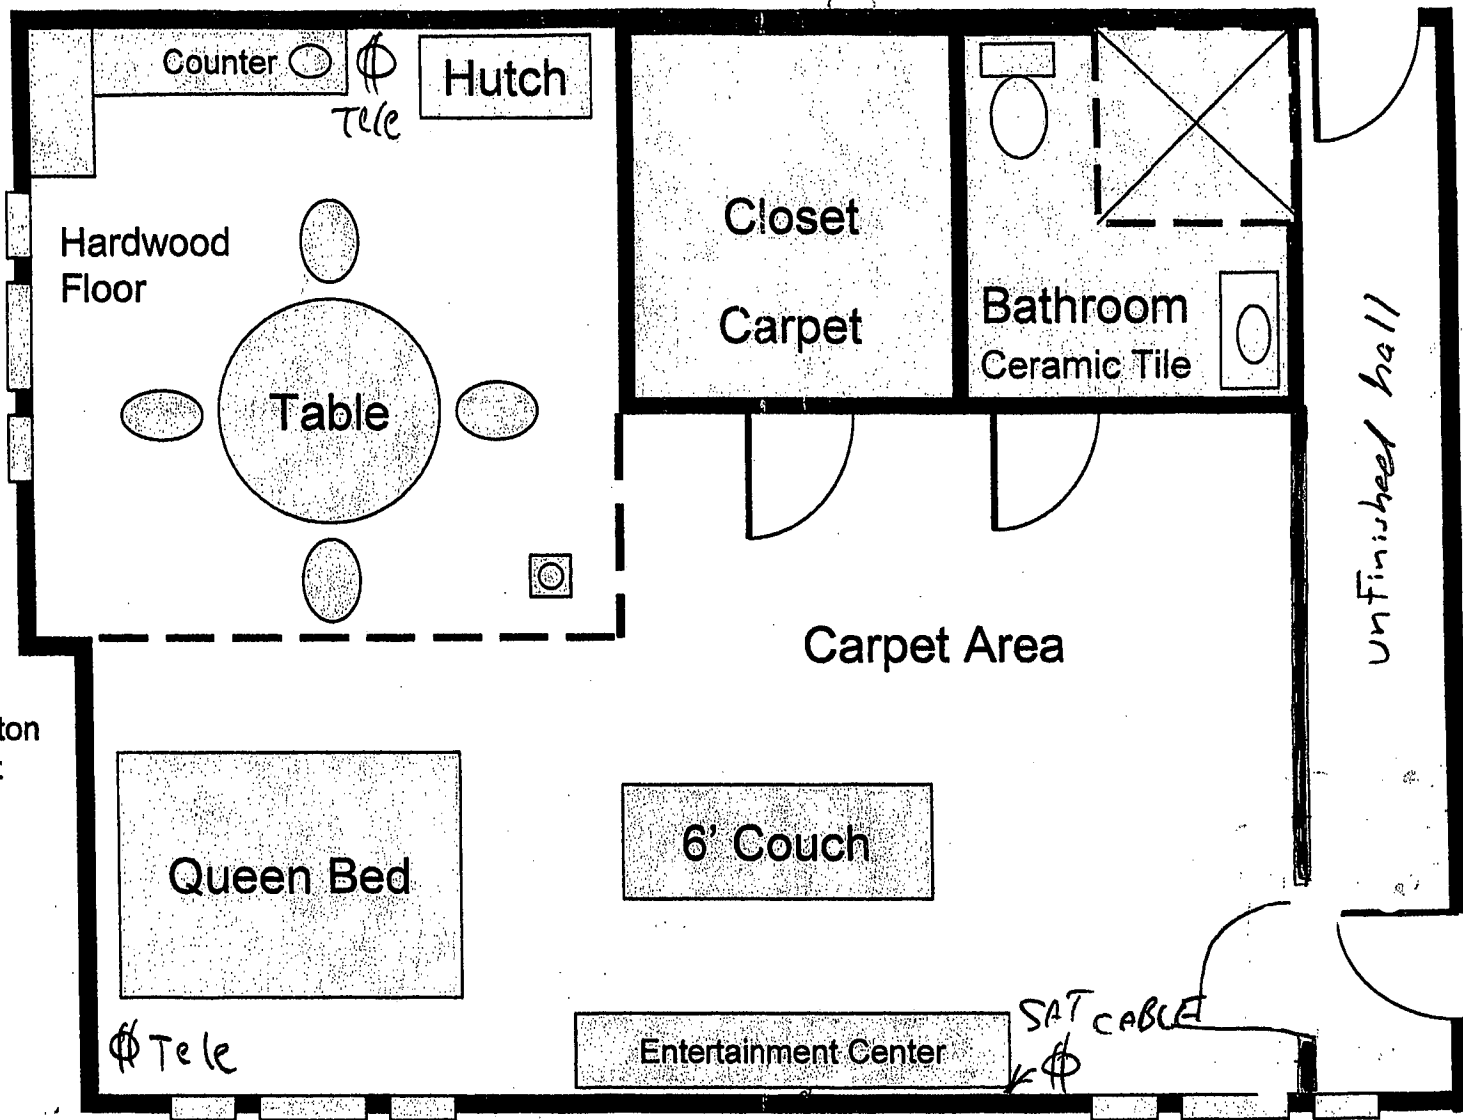 Counter
Tele
Hutch
Closet
Carpet
Hardwood
Floor
Bathroom
Ceramic Tile
Table
unfinished hall
Carpet Area
ton
Queen Bed
6' Couch
SAT CABLE
Entertainment Center
Tele